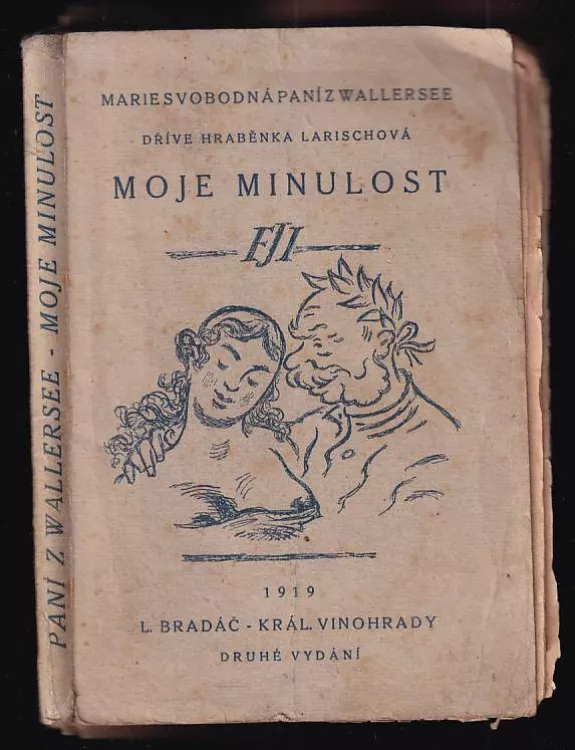 MARIE SVOBODNÁ PANÍ Z WALLERSEE
DŘÍVE HRABĚNKA LARISCHOVÁ
MOJE MINULOST
FJI
1919
L. BRADÁČ - KRÁL. VINOHRADY
DRUHÉ VYDÁNÍ
PANÍ Z WALLERSEE - MOJE MINULOST